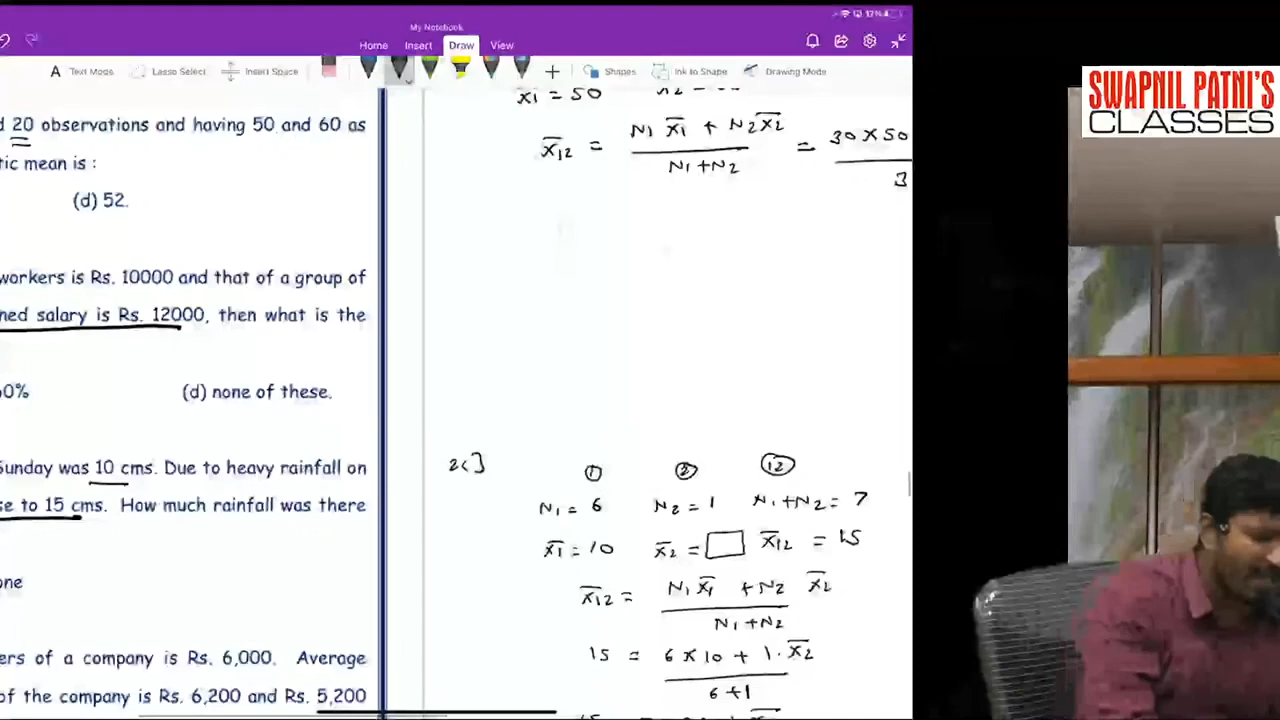 My Notebook
Home Insert Draw View
Text Mode Lasso Select Insert Space Shapes Ink to Shape Drawing Mode
SWAPNIL PATNI'S
CLASSES
20 observations and having 50 and 60 as
tic mean is :
(d) 52.
workers is Rs. 10000 and that of a group of
ned salary is Rs. 12000, then what is the
0%
(d) none of these.
Sunday was 10 cms. Due to heavy rainfall on
se to 15 cms. How much rainfall was there
one
ers of a company is Rs. 6,000. Average
of the company is Rs. 6,200 and Rs. 5,200
x̄1 = 50
x̄12 = N1 x̄1 + N2 x̄2 / N1 + N2 = 30 × 50 / 3
① ② ⑫
N1 = 6 N2 = 1 N1 + N2 = 7
x̄1 = 10 x̄2 = □ x̄12 = 15
x̄12 = N1 x̄1 + N2 x̄2 / N1 + N2
15 = 6 × 10 + 1 · x̄2 / 6 + 1